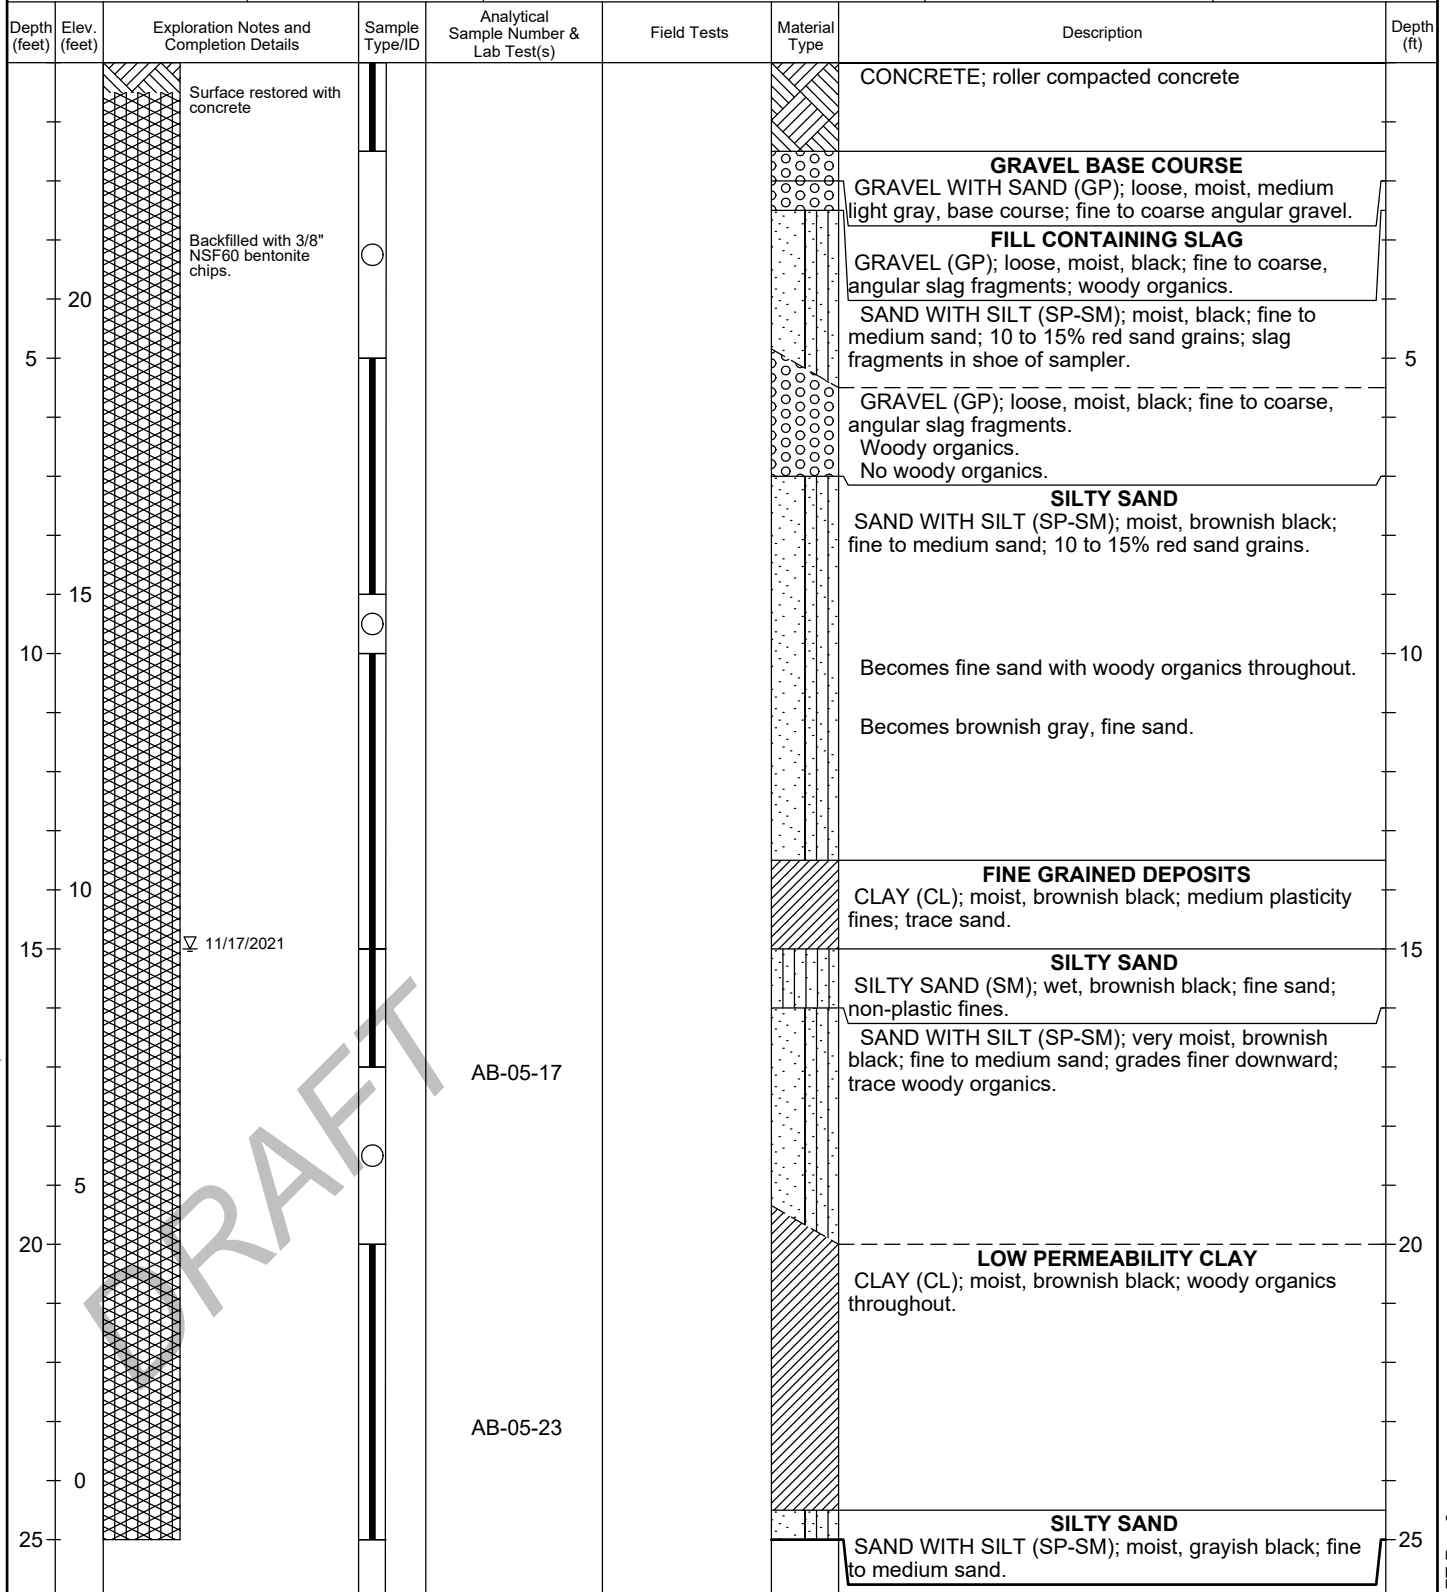 Depth
(feet)
Elev.
(feet)
Exploration Notes and
Completion Details
Sample
Type/ID
Analytical
Sample Number &
Lab Test(s)
Field Tests
Material
Type
Description
Depth
(ft)
Surface restored with
concrete
CONCRETE; roller compacted concrete
GRAVEL BASE COURSE
GRAVEL WITH SAND (GP); loose, moist, medium
light gray, base course; fine to coarse angular gravel.
Backfilled with 3/8"
NSF60 bentonite
chips.
FILL CONTAINING SLAG
GRAVEL (GP); loose, moist, black; fine to coarse,
angular slag fragments; woody organics.
20
SAND WITH SILT (SP-SM); moist, black; fine to
medium sand; 10 to 15% red sand grains; slag
fragments in shoe of sampler.
5
5
GRAVEL (GP); loose, moist, black; fine to coarse,
angular slag fragments.
Woody organics.
No woody organics.
SILTY SAND
SAND WITH SILT (SP-SM); moist, brownish black;
fine to medium sand; 10 to 15% red sand grains.
15
10
10
Becomes fine sand with woody organics throughout.
Becomes brownish gray, fine sand.
FINE GRAINED DEPOSITS
10
CLAY (CL); moist, brownish black; medium plasticity
fines; trace sand.
15
11/17/2021
15
SILTY SAND
SILTY SAND (SM); wet, brownish black; fine sand;
non-plastic fines.
SAND WITH SILT (SP-SM); very moist, brownish
black; fine to medium sand; grades finer downward;
trace woody organics.
AB-05-17
5
DRAFT
20
20
LOW PERMEABILITY CLAY
CLAY (CL); moist, brownish black; woody organics
throughout.
AB-05-23
0
25
25
SILTY SAND
SAND WITH SILT (SP-SM); moist, grayish black; fine
to medium sand.